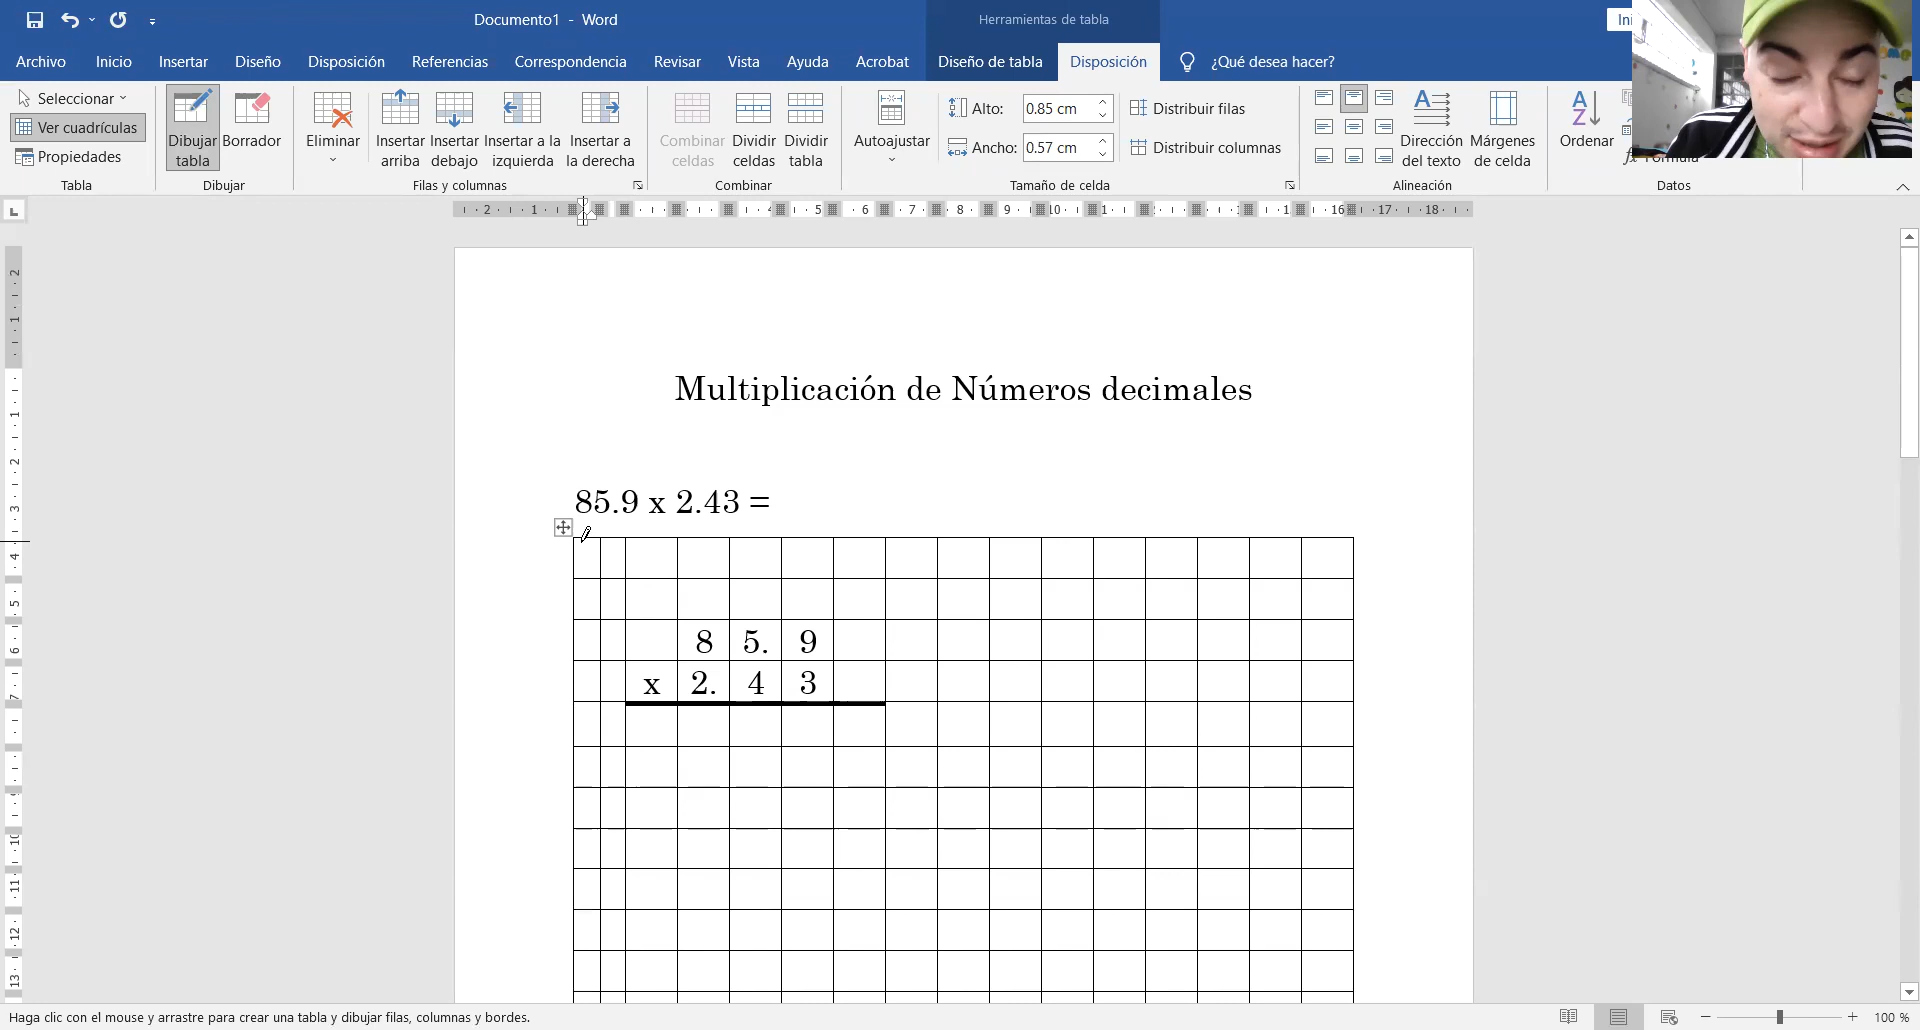 Documento1 - Word
Herramientas de tabla
Ini
Archivo Inicio Insertar Diseño Disposición Referencias Correspondencia Revisar Vista Ayuda Acrobat Diseño de tabla Disposición ¿Qué desea hacer?
Seleccionar
Ver cuadrículas
Propiedades
Tabla
Dibujar tabla
Borrador
Dibujar
Eliminar
Insertar arriba
Insertar debajo
Insertar a la izquierda
Insertar a la derecha
Filas y columnas
Combinar celdas
Dividir celdas
Dividir tabla
Combinar
Autoajustar
Alto: 0.85 cm
Ancho: 0.57 cm
Distribuir filas
Distribuir columnas
Tamaño de celda
Dirección del texto
Márgenes de celda
Alineación
Ordenar
Datos
Multiplicación de Números decimales
85.9 x 2.43 =
8 5. 9
x 2. 4 3
Haga clic con el mouse y arrastre para crear una tabla y dibujar filas, columnas y bordes.
100 %